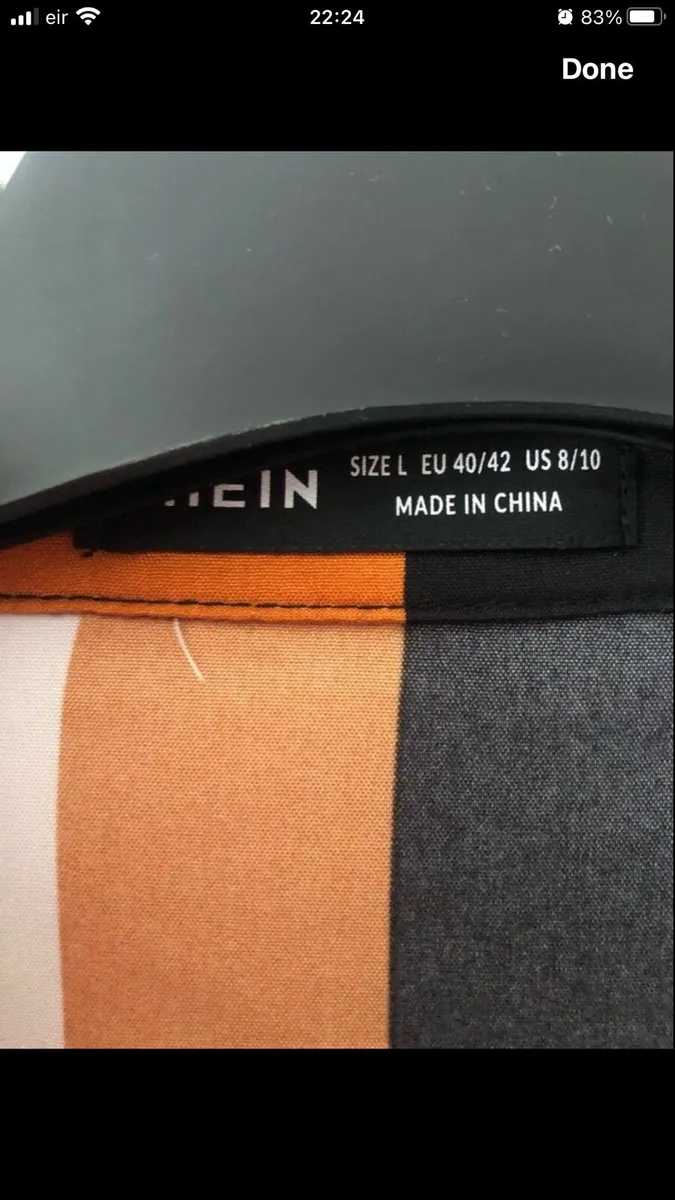 eir 22:24 83%
Done
SIZE L EU 40/42 US 8/10
MADE IN CHINA